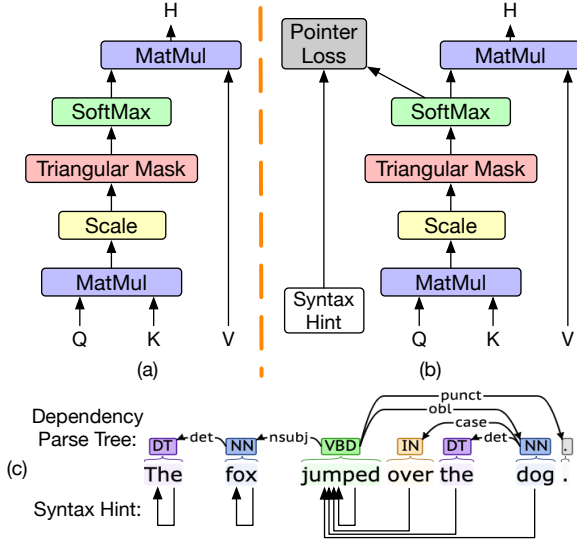 H
MatMul
SoftMax
Triangular Mask
Scale
MatMul
Q K V
(a)
H
Pointer
Loss
MatMul
SoftMax
Triangular Mask
Scale
MatMul
Syntax
Hint
Q K V
(b)
Dependency
Parse Tree:
punct
obl
case
det nsubj det
DT NN VBD IN DT NN .
(c)
The fox jumped over the dog .
Syntax Hint: